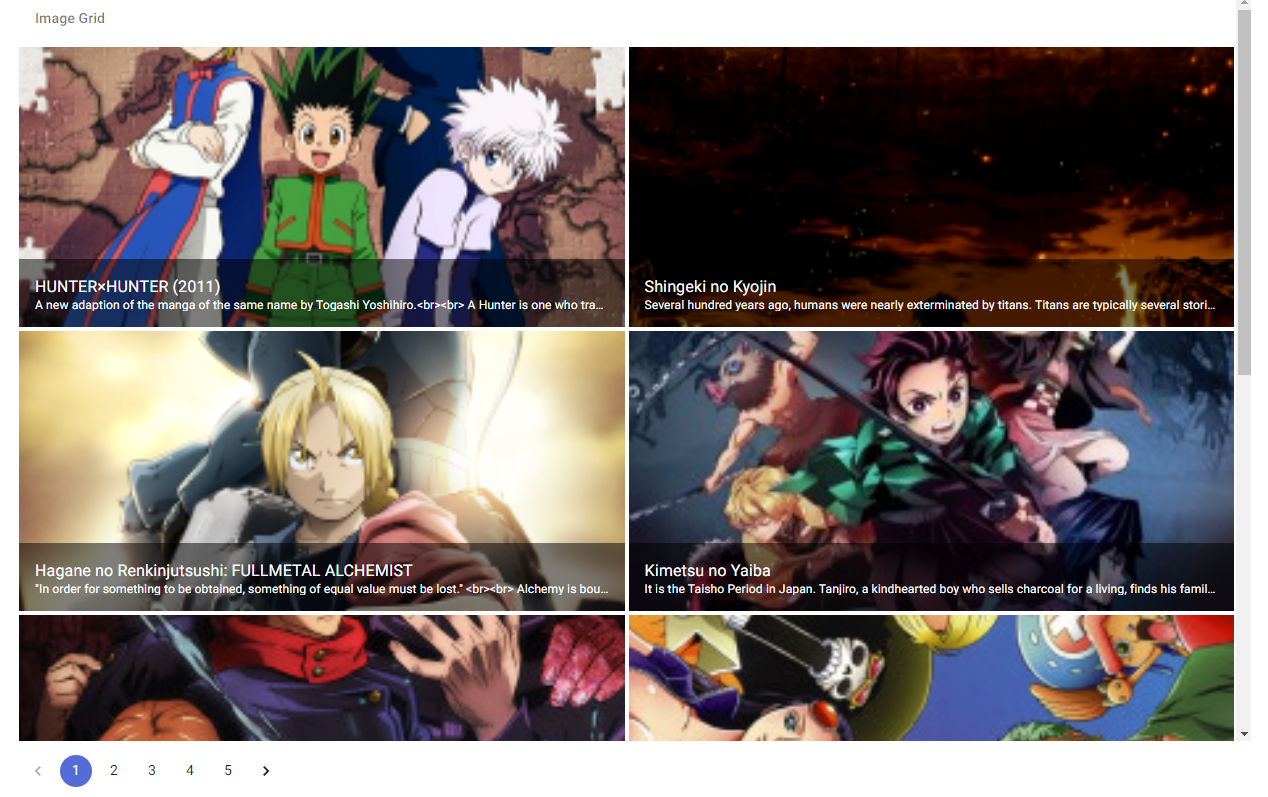 Image Grid
HUNTER×HUNTER (2011)
A new adaption of the manga of the same name by Togashi Yoshihiro.<br><br> A Hunter is one who tra...
Shingeki no Kyojin
Several hundred years ago, humans were nearly exterminated by titans. Titans are typically several stori...
Hagane no Renkinjutsushi: FULLMETAL ALCHEMIST
"In order for something to be obtained, something of equal value must be lost." <br><br> Alchemy is bou...
Kimetsu no Yaiba
It is the Taisho Period in Japan. Tanjiro, a kindhearted boy who sells charcoal for a living, finds his famil...
1 2 3 4 5